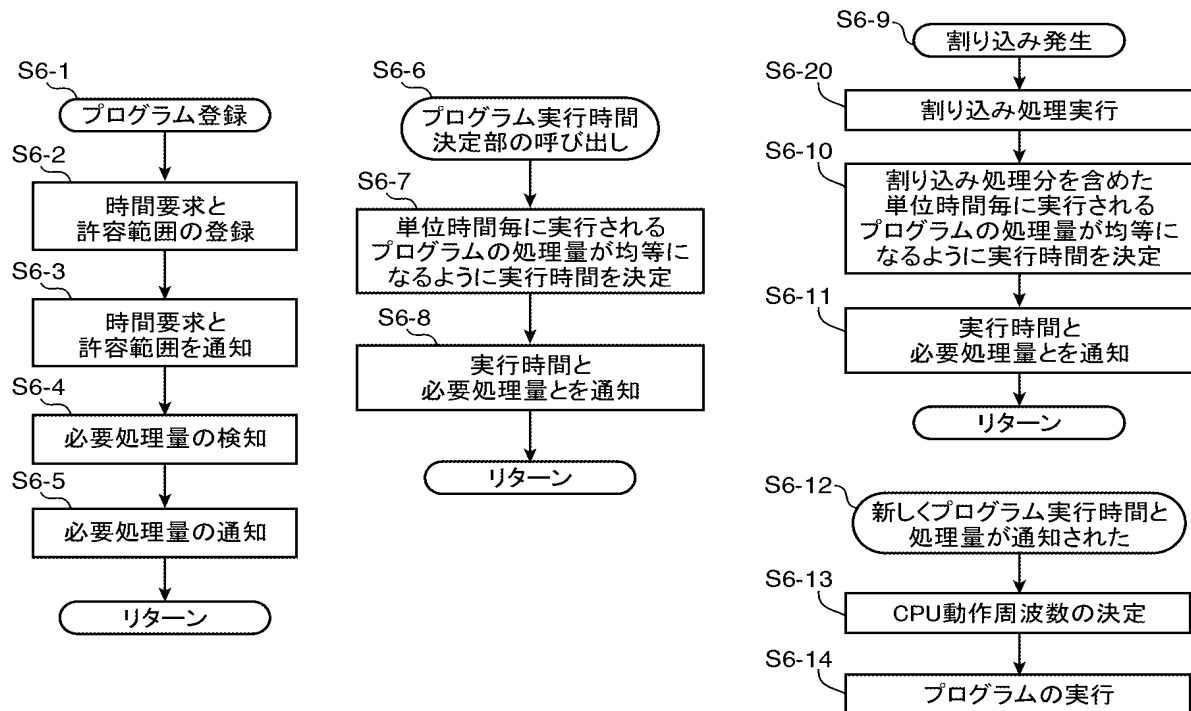 S6-1
プログラム登録
S6-2
時間要求と
許容範囲の登録
S6-3
時間要求と
許容範囲を通知
S6-4
必要処理量の検知
S6-5
必要処理量の通知
リターン
S6-6
プログラム実行時間
決定部の呼び出し
S6-7
単位時間毎に実行される
プログラムの処理量が均等に
なるように実行時間を決定
S6-8
実行時間と
必要処理量とを通知
リターン
S6-9
割り込み発生
S6-20
割り込み処理実行
S6-10
割り込み処理分を含めた
単位時間毎に実行される
プログラムの処理量が均等に
なるように実行時間を決定
S6-11
実行時間と
必要処理量とを通知
リターン
S6-12
新しくプログラム実行時間と
処理量が通知された
S6-13
CPU動作周波数の決定
S6-14
プログラムの実行